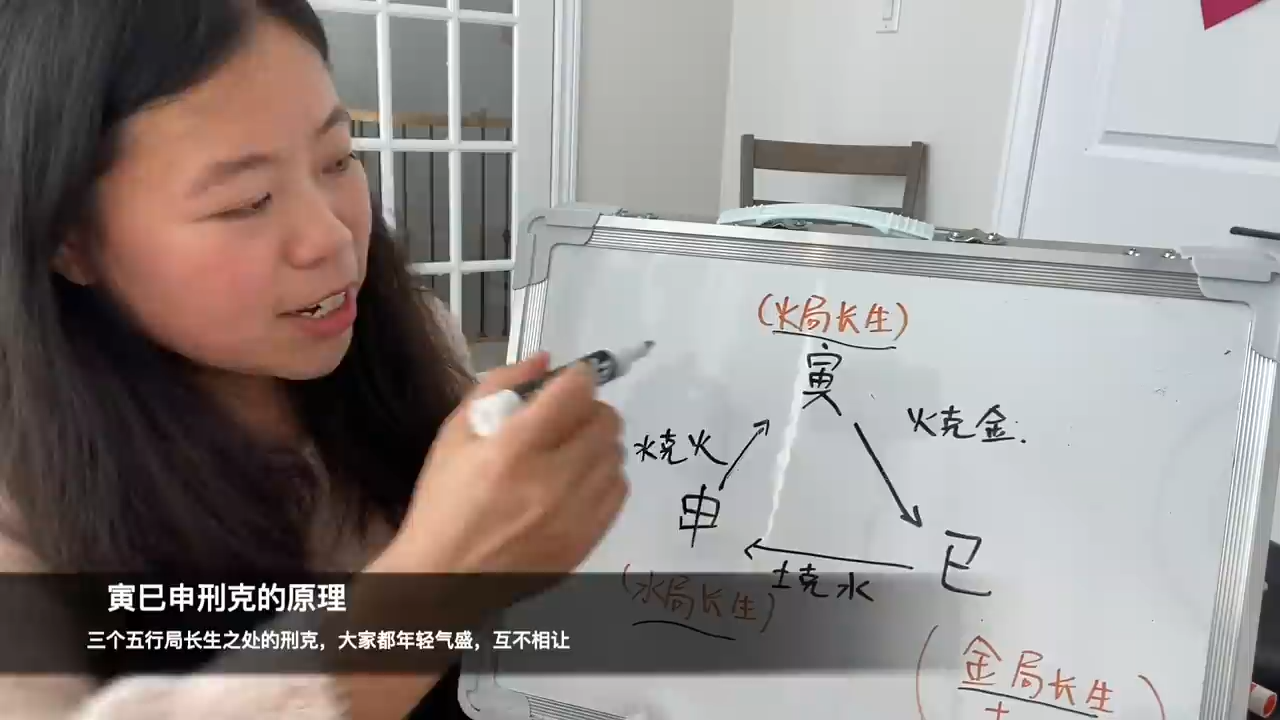 (火局长生)
寅
火克金.
水克火
申
巳
土克水
(水局长生)
(金局长生)
土
寅巳申刑克的原理
三个五行局长生之处的刑克，大家都年轻气盛，互不相让